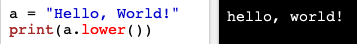 a = "Hello, World!"
print(a.lower())
hello, world!